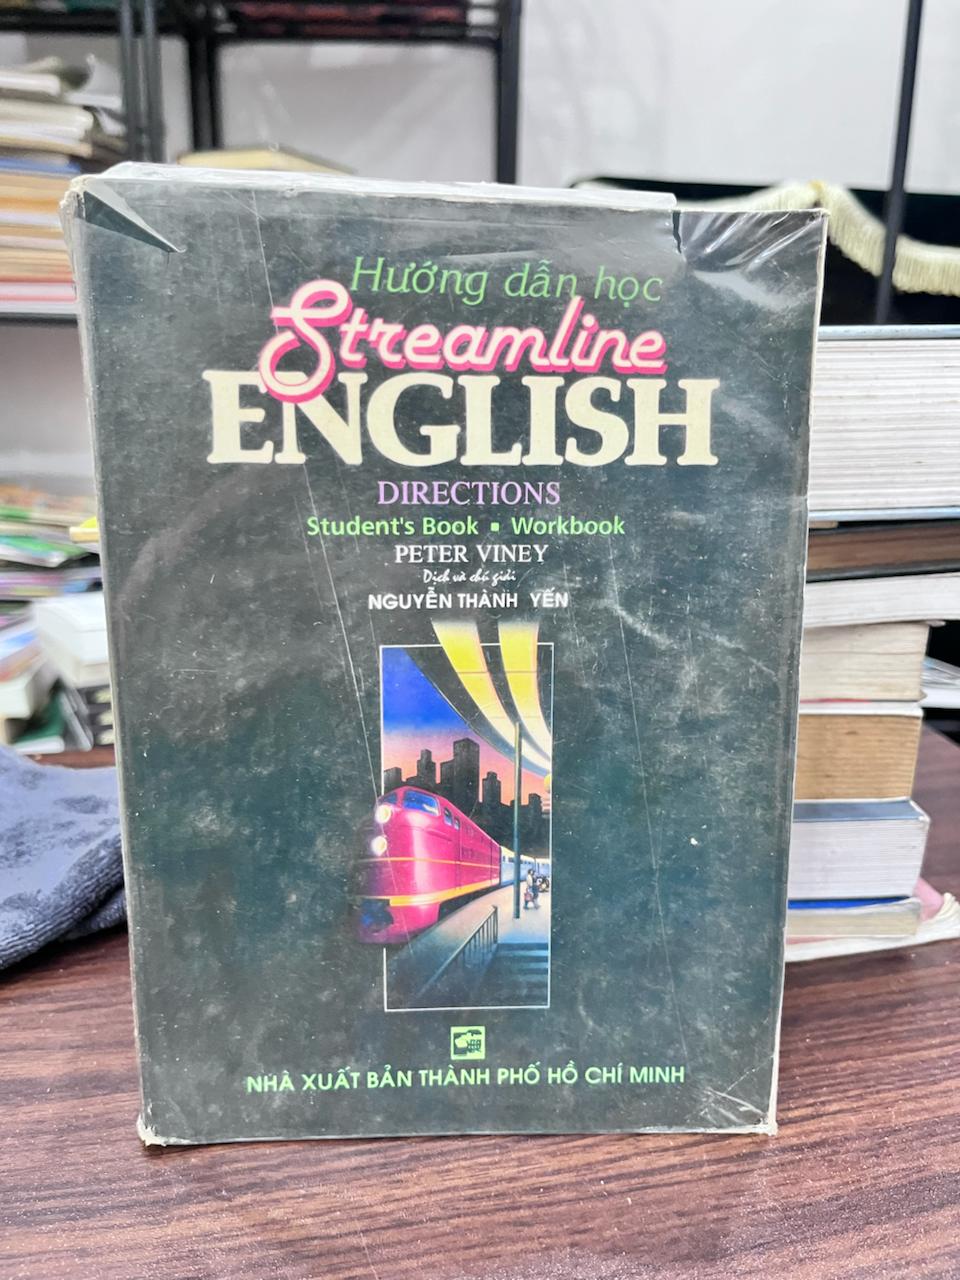 Hướng dẫn học
Streamline
ENGLISH
DIRECTIONS
Student's Book ▪ Workbook
PETER VINEY
Dịch và chú giải
NGUYỄN THÀNH YẾN
NHÀ XUẤT BẢN THÀNH PHỐ HỒ CHÍ MINH